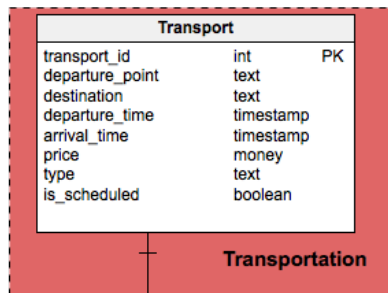 Transport
transport_id int PK
departure_point text
destination text
departure_time timestamp
arrival_time timestamp
price money
type text
is_scheduled boolean
Transportation